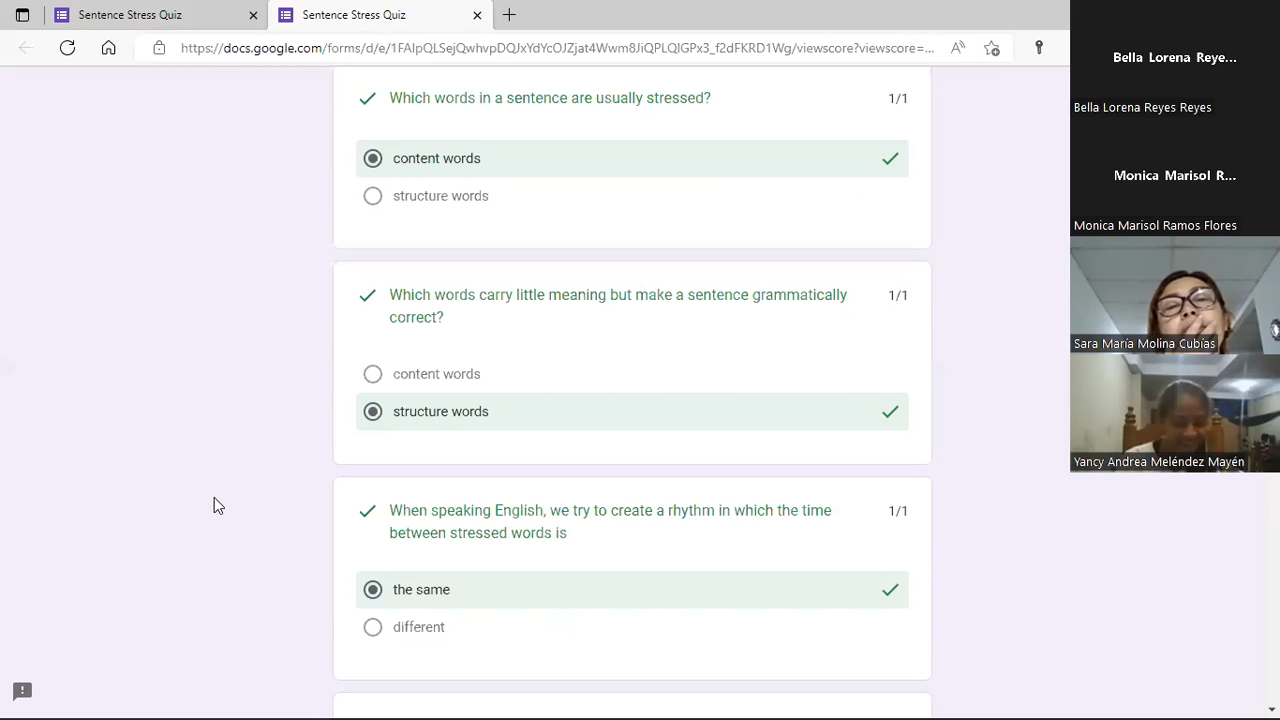 Sentence Stress Quiz
Sentence Stress Quiz
https://docs.google.com/forms/d/e/1FAIpQLSejQwhvpDQJxYdYcOJZjat4Wwm8JiQPLQlGPx3_f2dFKRD1Wg/viewscore?viewscore=...
Which words in a sentence are usually stressed?
1/1
content words
structure words
Which words carry little meaning but make a sentence grammatically
correct?
1/1
content words
structure words
When speaking English, we try to create a rhythm in which the time
between stressed words is
1/1
the same
different
Bella Lorena Reye...
Bella Lorena Reyes Reyes
Monica Marisol R...
Monica Marisol Ramos Flores
Sara María Molina Cubías
Yancy Andrea Meléndez Mayén